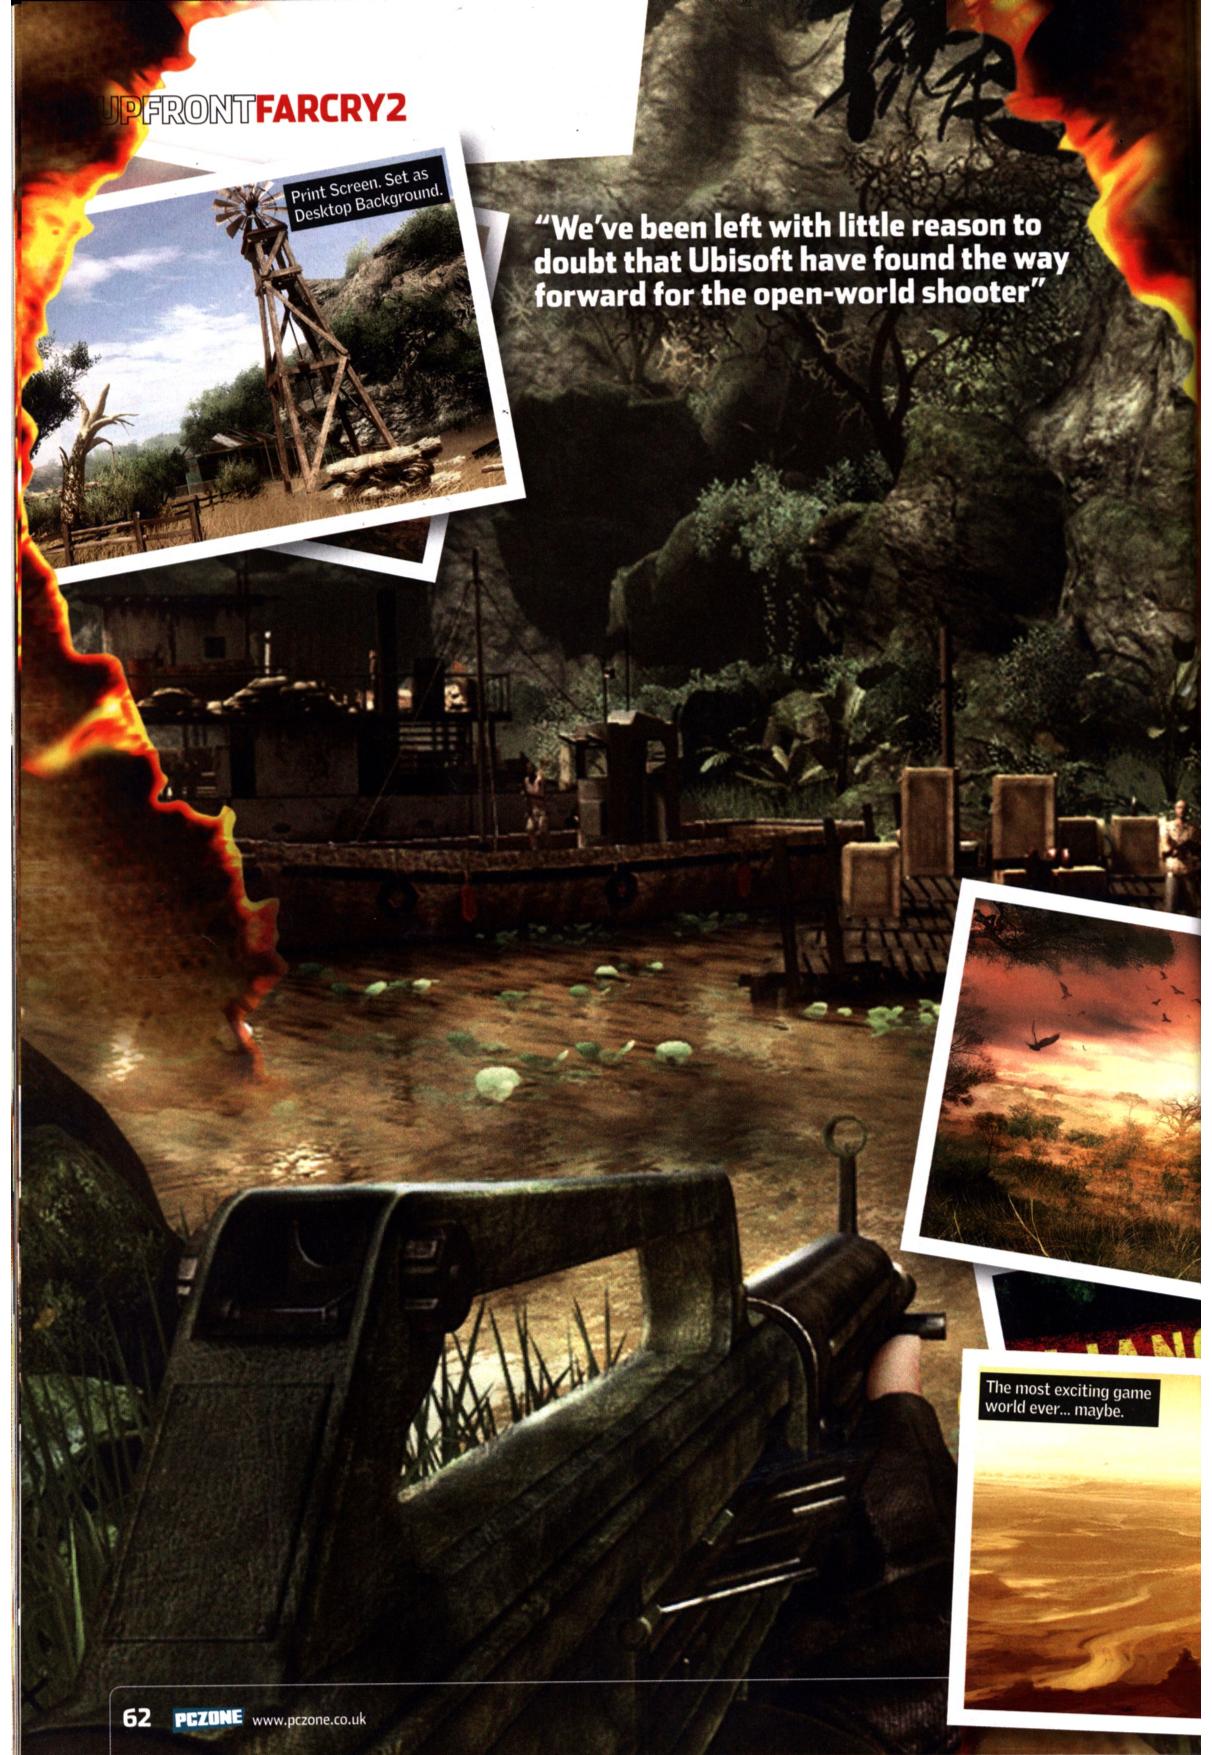 UPFRONTFARCRY2
Print Screen. Set as
Desktop Background.
“We’ve been left with little reason to
doubt that Ubisoft have found the way
forward for the open-world shooter”
The most exciting game
world ever... maybe.
62 PCZONE www.pczone.co.uk